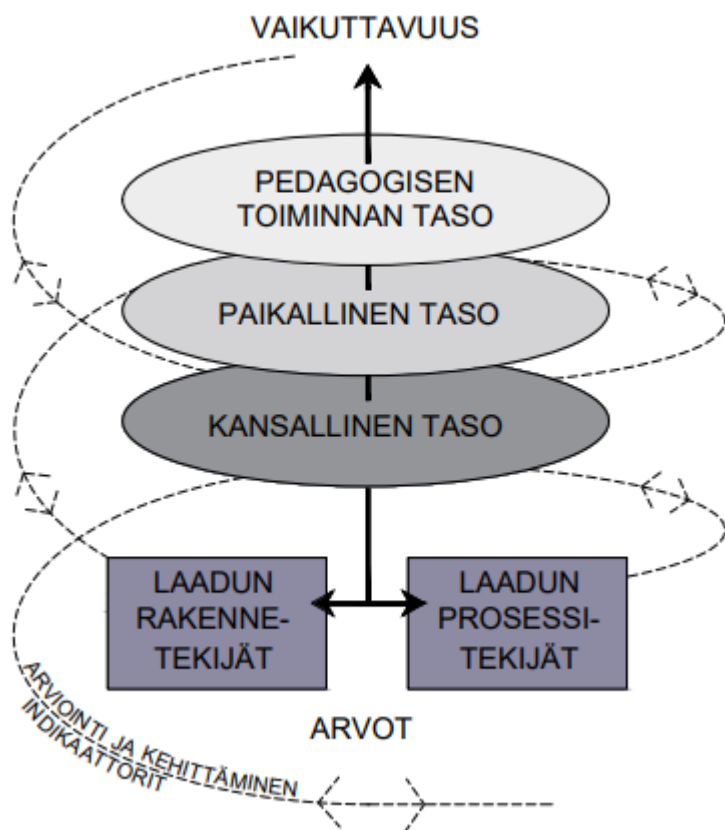 VAIKUTTAVUUS
PEDAGOGISEN
TOIMINNAN TASO
PAIKALLINEN TASO
KANSALLINEN TASO
LAADUN
RAKENNE-
TEKIJÄT
LAADUN
PROSESSI-
TEKIJÄT
ARVOT
ARVIOINTI JA KEHITTÄMINEN
INDIKAATTORIT